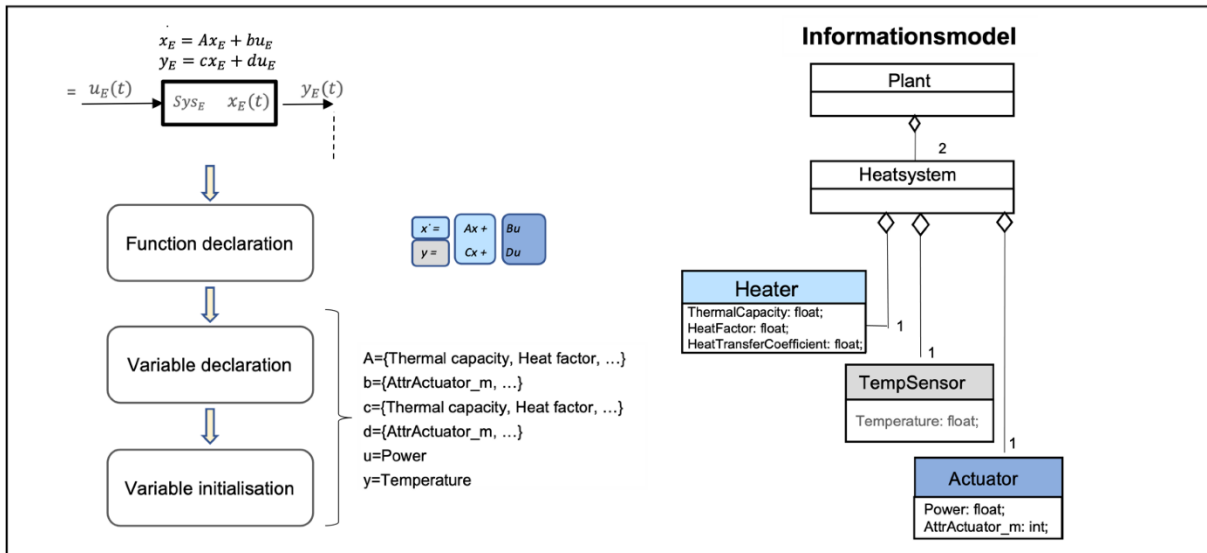 ẋ_E = Ax_E + bu_E
y_E = cx_E + du_E
= u_E(t)
Sys_E x_E(t)
y_E(t)
Function declaration
Variable declaration
Variable initialisation
x˙ = Ax + Bu
y = Cx + Du
A={Thermal capacity, Heat factor, …}
b={AttrActuator_m, …}
c={Thermal capacity, Heat factor, …}
d={AttrActuator_m, …}
u=Power
y=Temperature
Informationsmodel
Plant
2
Heatsystem
Heater
ThermalCapacity: float;
HeatFactor: float;
HeatTransferCoefficient: float;
1
1
TempSensor
Temperature: float;
1
Actuator
Power: float;
AttrActuator_m: int;